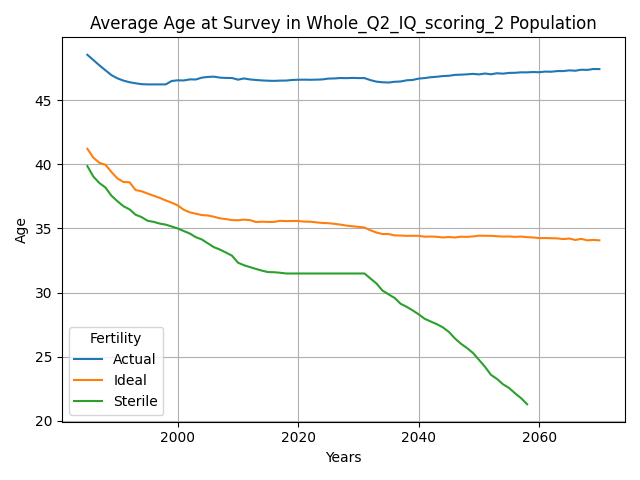 Average Age at Survey in Whole_Q2_IQ_scoring_2 Population
Age
45
40
35
30
25
20
Fertility
Actual
Ideal
Sterile
2000 2020 2040 2060
Years